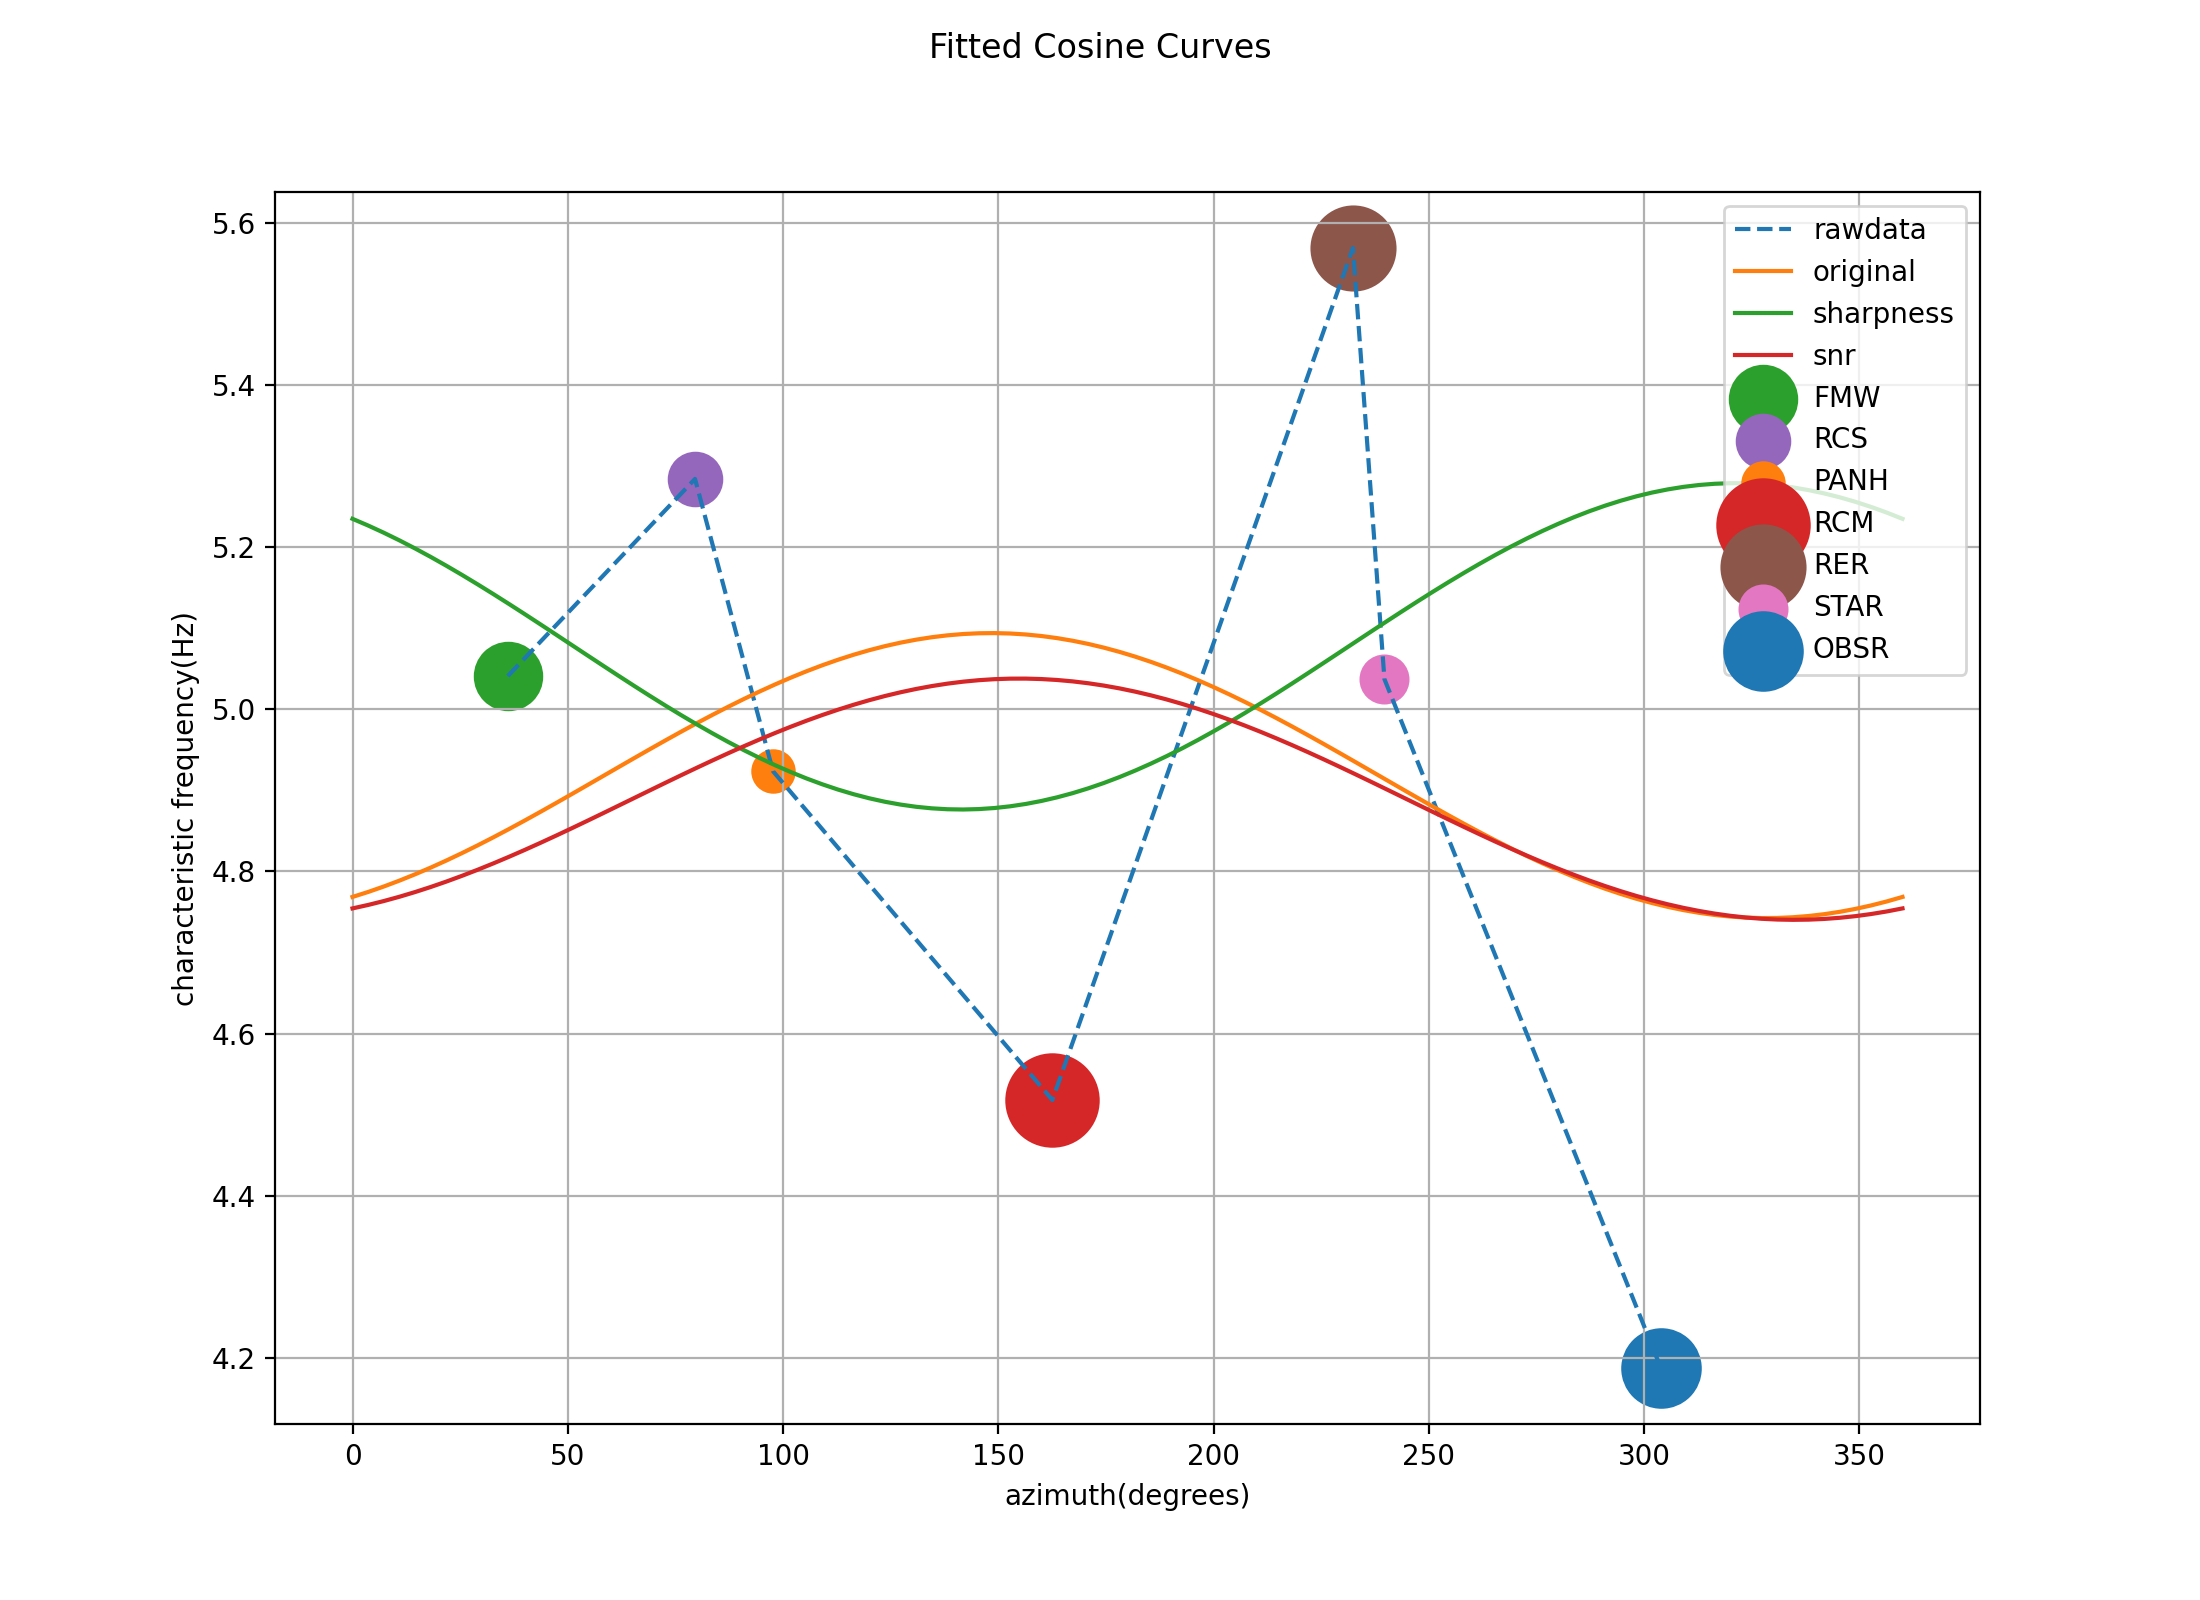 Fitted Cosine Curves
5.6
5.4
5.2
5.0
4.8
4.6
4.4
4.2
characteristic frequency(Hz)
rawdata
original
sharpness
snr
FMW
RCS
PANH
RCM
RER
STAR
OBSR
0 50 100 150 200 250 300 350
azimuth(degrees)